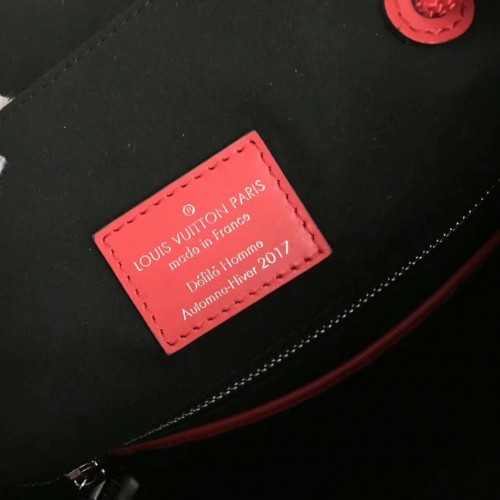 ®
LOUIS VUITTON PARIS
made in France
Défilé Homme
Automne-Hiver 2017